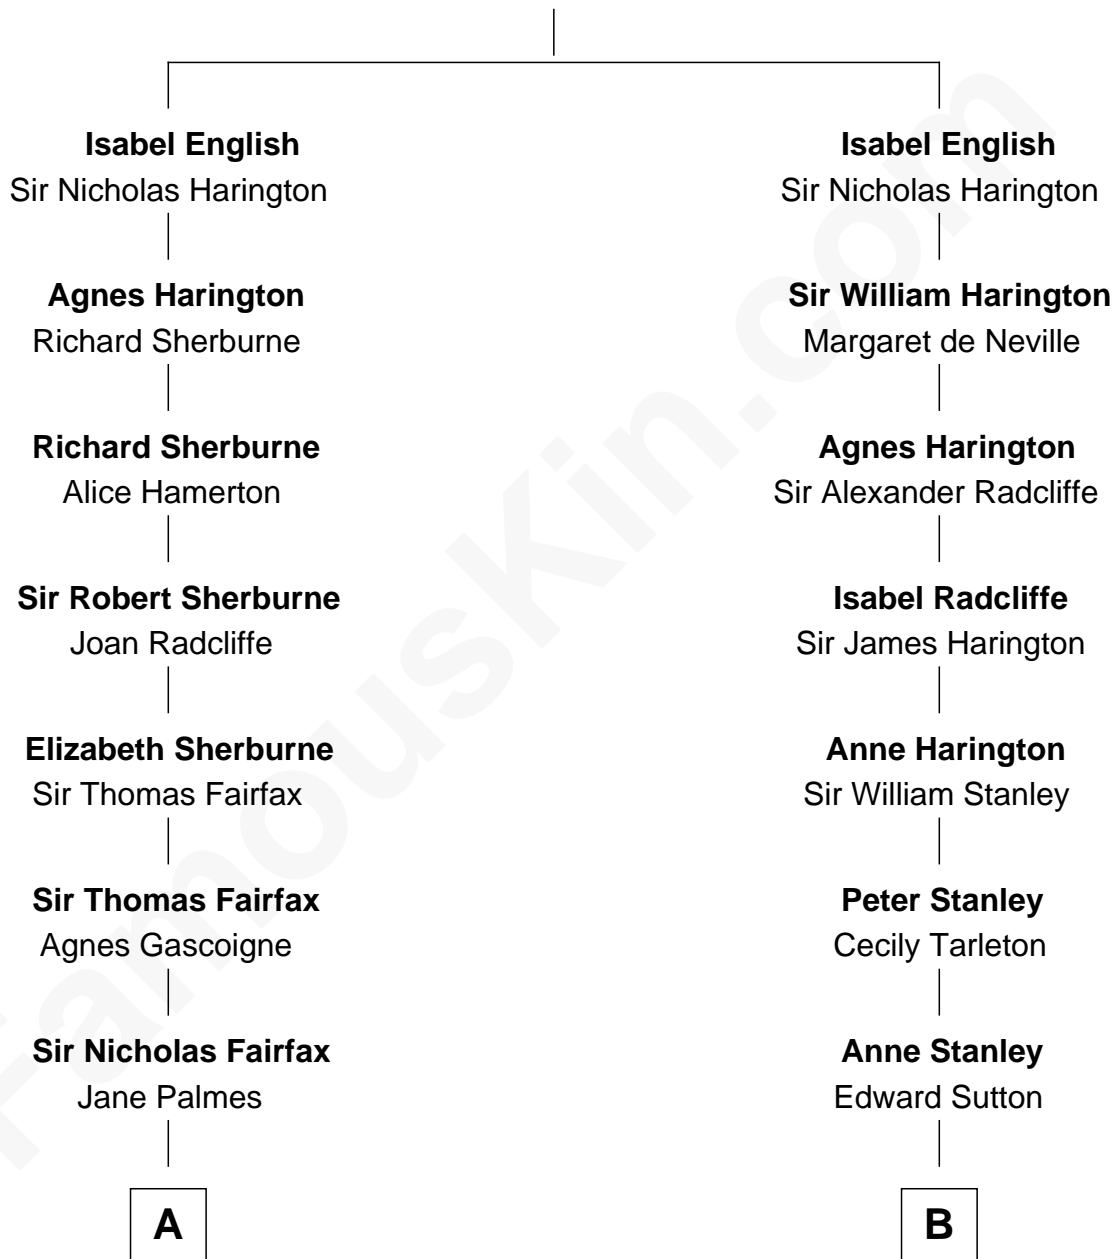 Isabel English
Sir Nicholas Harington
Agnes Harington
Richard Sherburne
Richard Sherburne
Alice Hamerton
Sir Robert Sherburne
Joan Radcliffe
Elizabeth Sherburne
Sir Thomas Fairfax
Sir Thomas Fairfax
Agnes Gascoigne
Sir Nicholas Fairfax
Jane Palmes
A
Isabel English
Sir Nicholas Harington
Sir William Harington
Margaret de Neville
Agnes Harington
Sir Alexander Radcliffe
Isabel Radcliffe
Sir James Harington
Anne Harington
Sir William Stanley
Peter Stanley
Cecily Tarleton
Anne Stanley
Edward Sutton
B
FamousKin.com